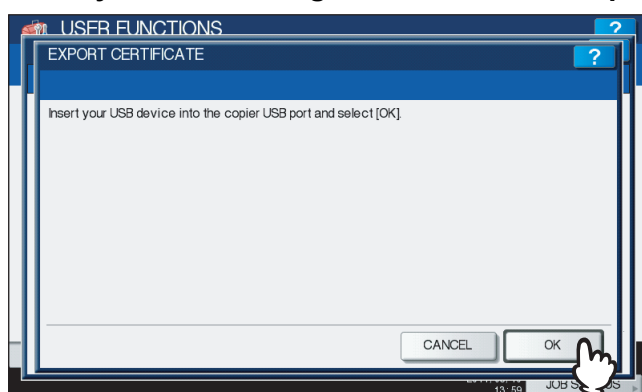 USER FUNCTIONS
?
EXPORT CERTIFICATE
?
Insert your USB device into the copier USB port and select [OK].
CANCEL
OK
13:59
JOB